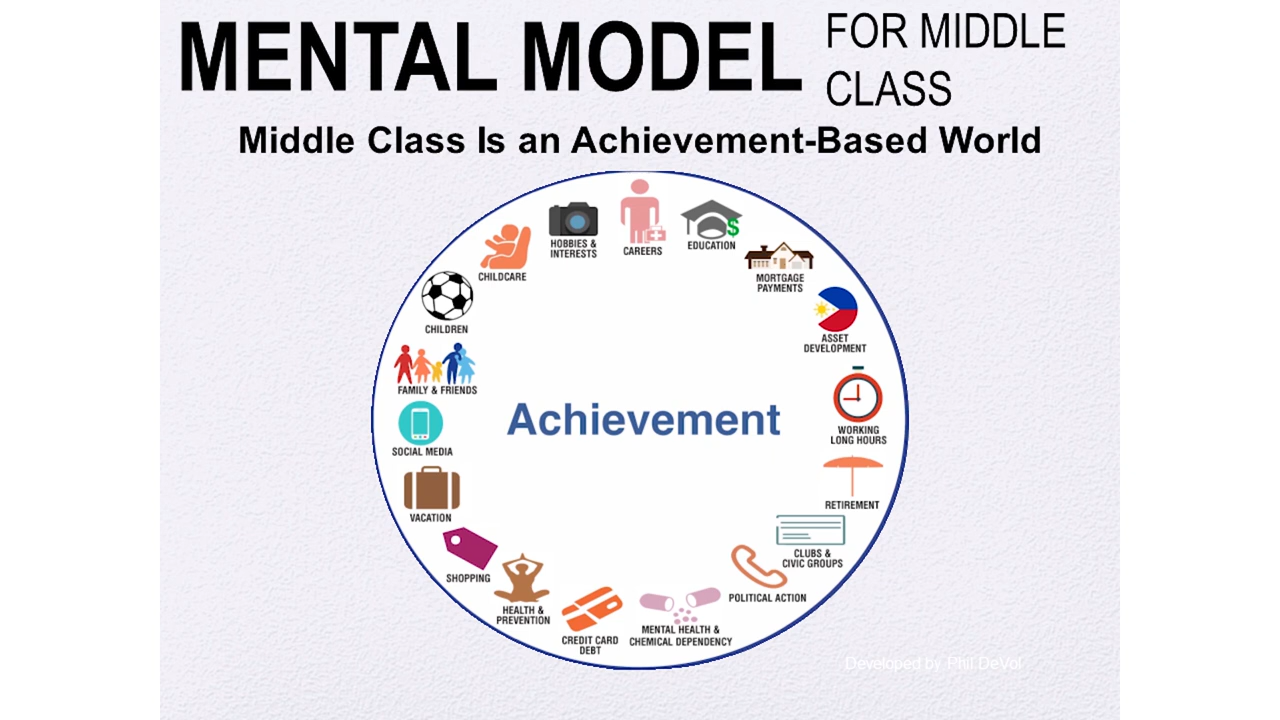 MENTAL MODEL
FOR MIDDLE
CLASS
Middle Class Is an Achievement-Based World
HOBBIES &
INTERESTS
CAREERS
EDUCATION
$
MORTGAGE
PAYMENTS
ASSET
DEVELOPMENT
WORKING
LONG HOURS
RETIREMENT
CLUBS &
CIVIC GROUPS
POLITICAL ACTION
MENTAL HEALTH &
CHEMICAL DEPENDENCY
CREDIT CARD
DEBT
HEALTH &
PREVENTION
SHOPPING
VACATION
SOCIAL MEDIA
FAMILY & FRIENDS
CHILDREN
CHILDCARE
Achievement
Developed by Phil DeVol